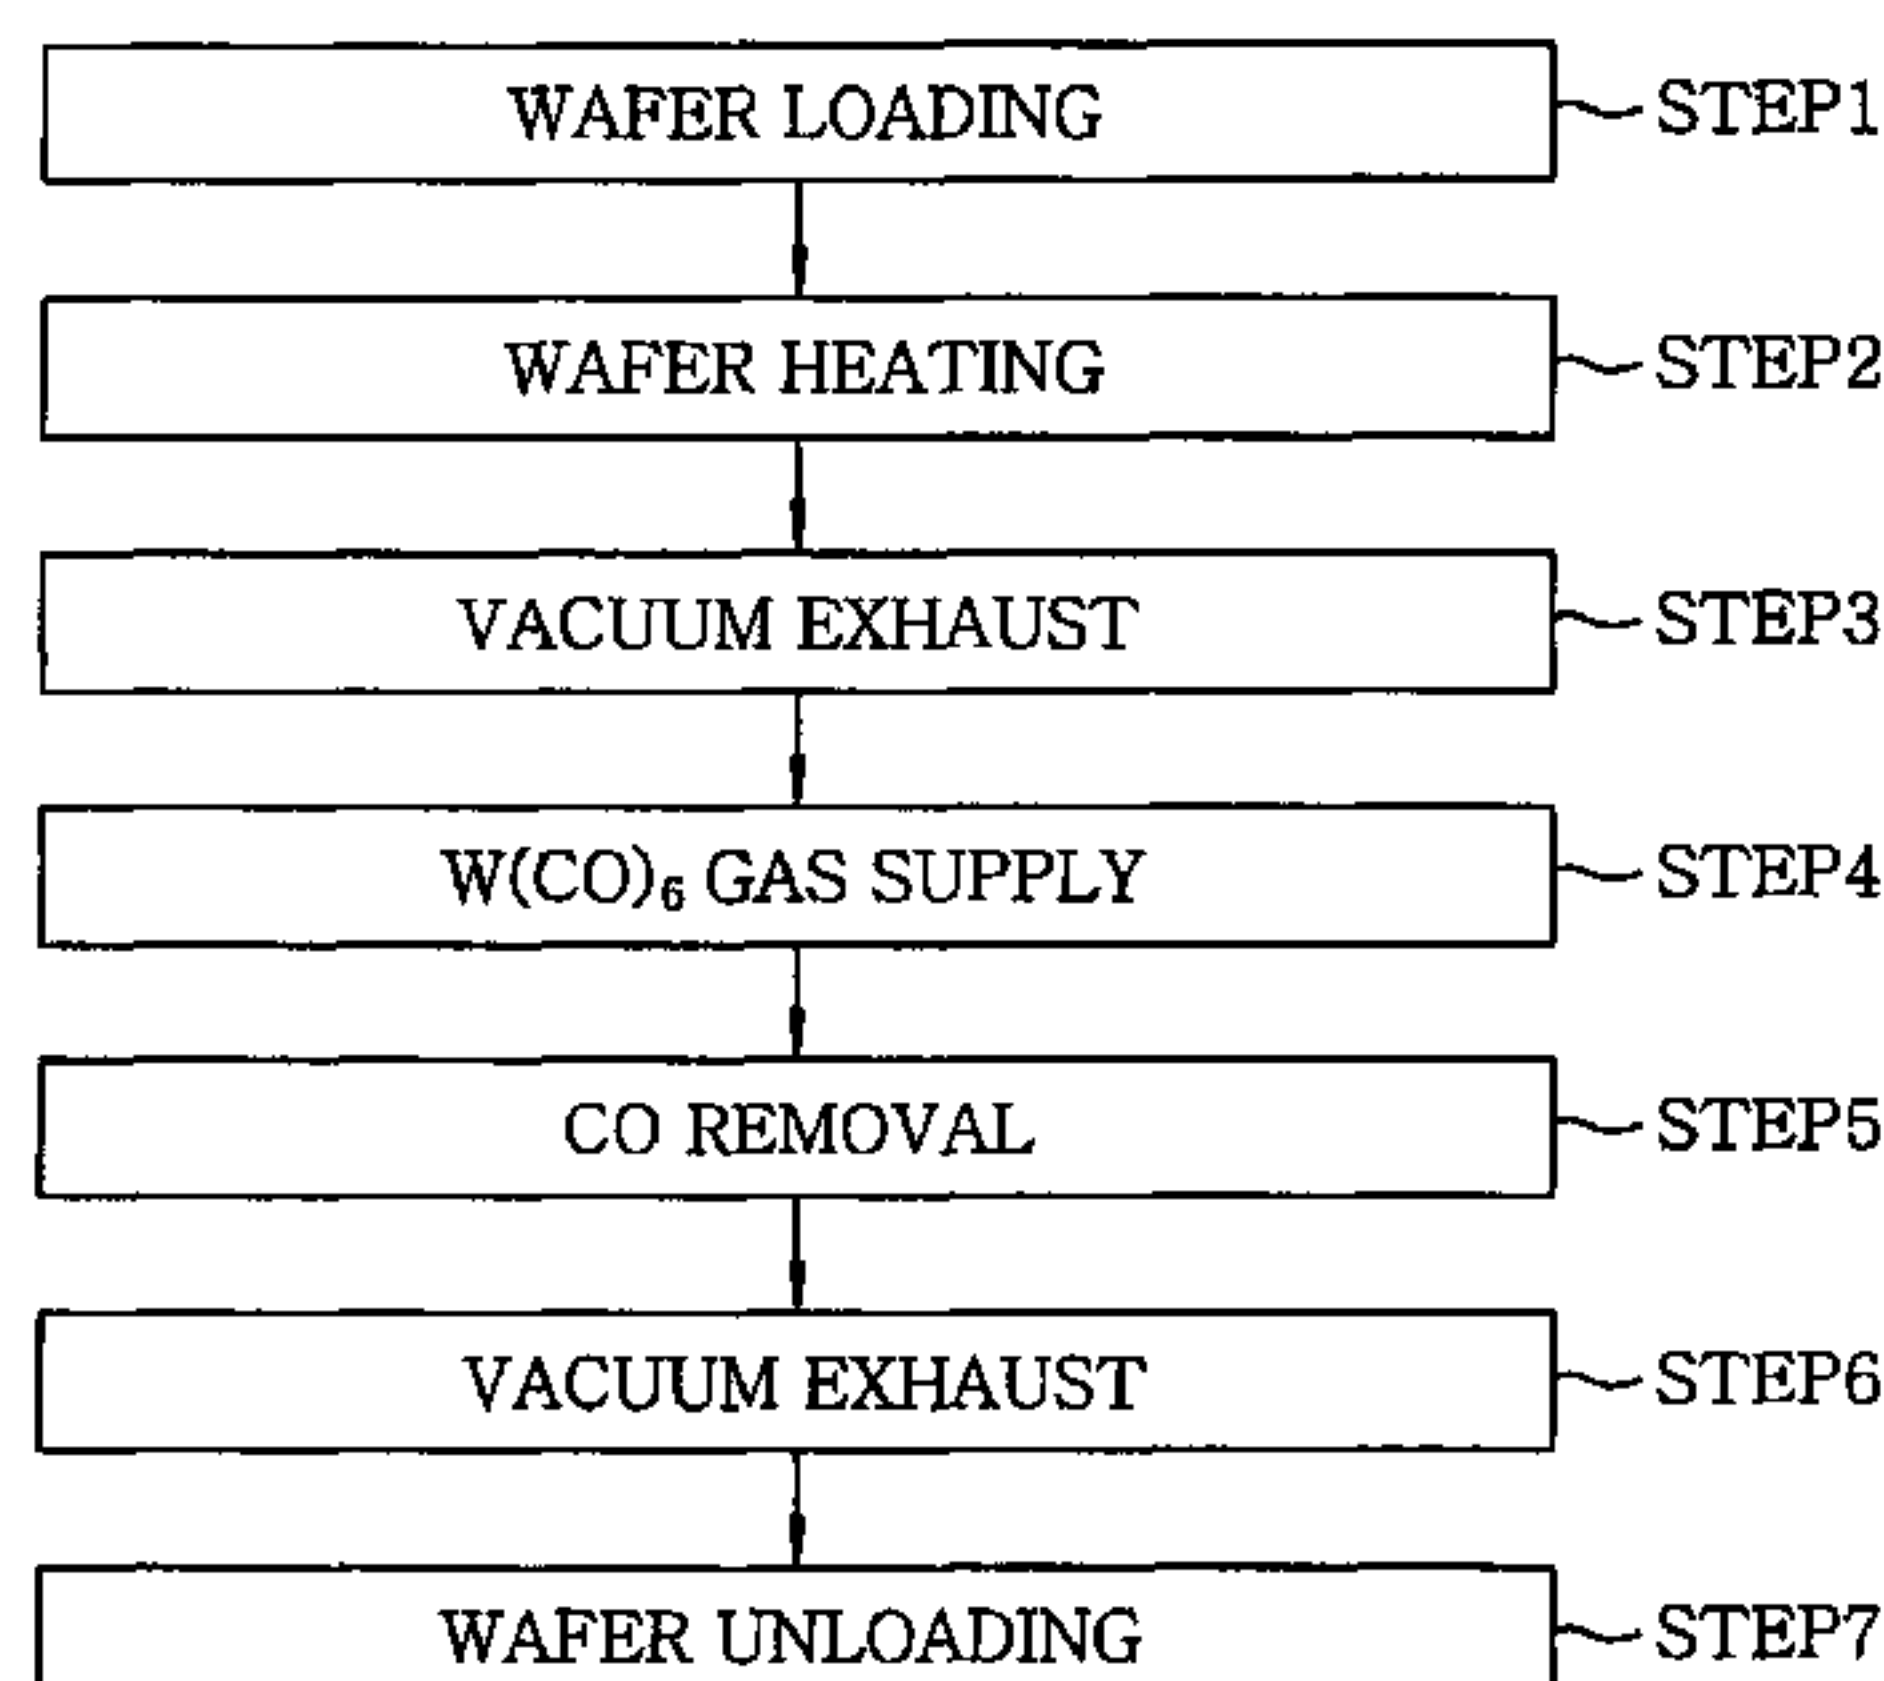 WAFER LOADING STEP1
WAFER HEATING STEP2
VACUUM EXHAUST STEP3
W(CO)₆ GAS SUPPLY STEP4
CO REMOVAL STEP5
VACUUM EXHAUST STEP6
WAFER UNLOADING STEP7